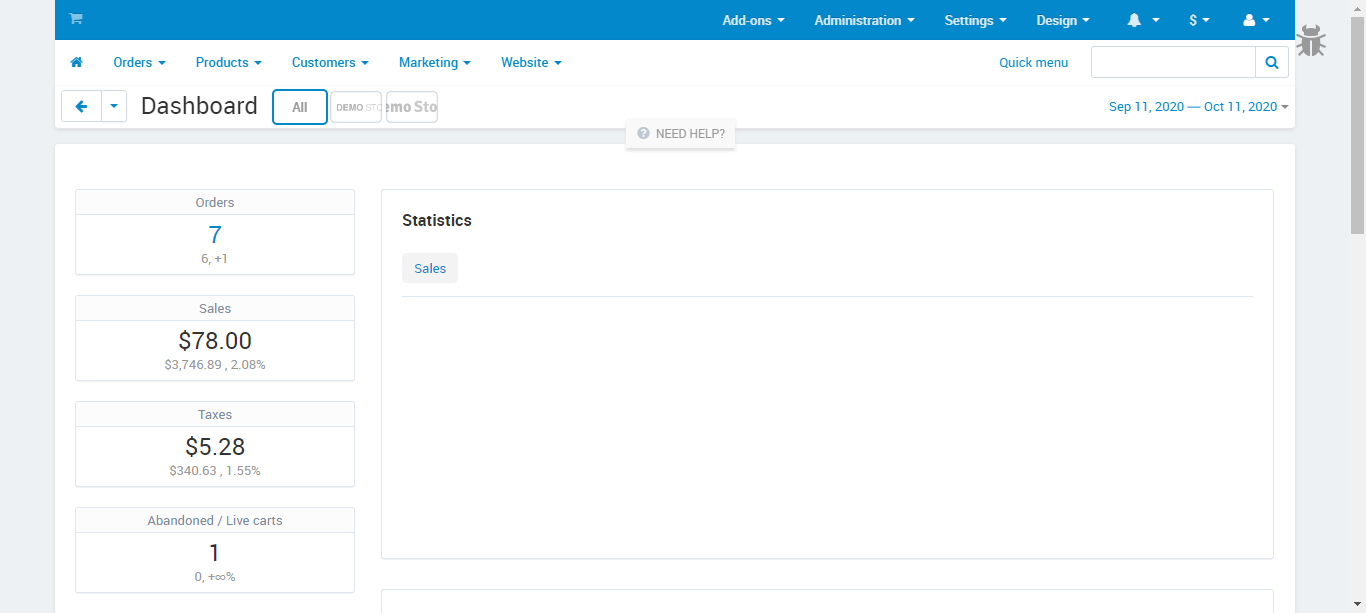 Add-ons Administration Settings Design $
Orders Products Customers Marketing Website Quick menu
Dashboard All DEMO STO emo Sto Sep 11, 2020 — Oct 11, 2020
NEED HELP?
Orders
7
6, +1
Sales
$78.00
$3,746.89 , 2.08%
Taxes
$5.28
$340.63 , 1.55%
Abandoned / Live carts
1
0, +∞%
Statistics
Sales